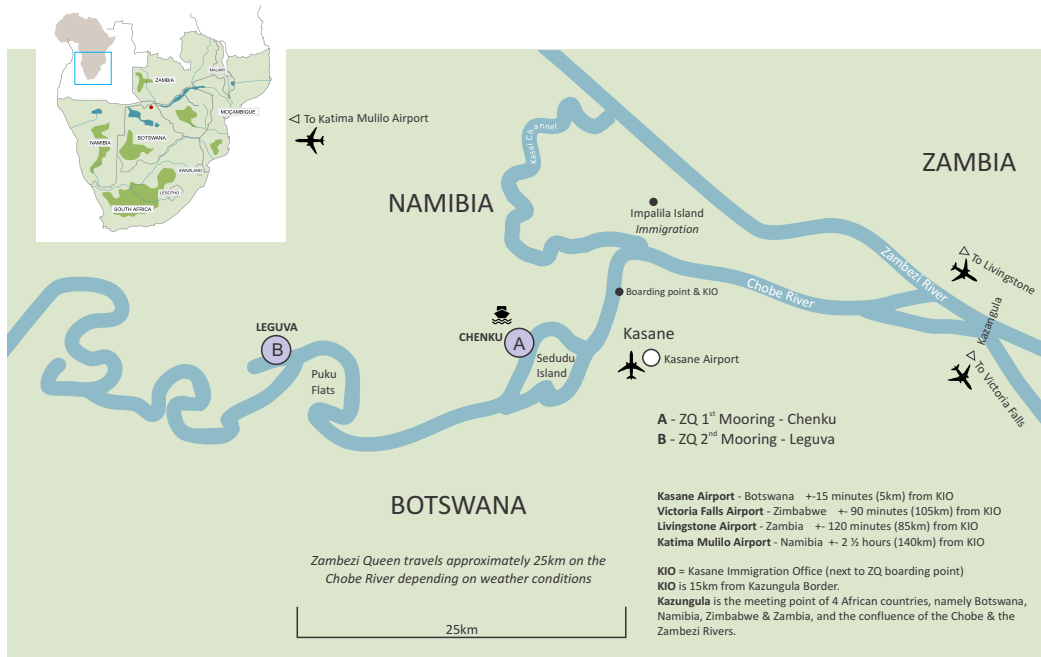 ZAMBIA
MALAWI
MOÇAMBIQUE
NAMIBIA
BOTSWANA
SWAZILAND
LESOTHO
SOUTH AFRICA
To Katima Mulilo Airport
Kasai Channel
NAMIBIA
ZAMBIA
Impalila Island
Immigration
Zambezi River
To Livingstone
Chobe River
Boarding point & KIO
Kazangula
LEGUVA
B
CHENKU
A
Kasane
Kasane Airport
Sedudu
Island
Puku
Flats
To Victoria Falls
A - ZQ 1st Mooring - Chenku
B - ZQ 2nd Mooring - Leguva
BOTSWANA
Kasane Airport - Botswana +-15 minutes (5km) from KIO
Victoria Falls Airport - Zimbabwe +- 90 minutes (105km) from KIO
Livingstone Airport - Zambia +- 120 minutes (85km) from KIO
Katima Mulilo Airport - Namibia +- 2 ½ hours (140km) from KIO
Zambezi Queen travels approximately 25km on the
Chobe River depending on weather conditions
KIO = Kasane Immigration Office (next to ZQ boarding point)
KIO is 15km from Kazungula Border.
Kazungula is the meeting point of 4 African countries, namely Botswana,
Namibia, Zimbabwe & Zambia, and the confluence of the Chobe & the
Zambezi Rivers.
25km